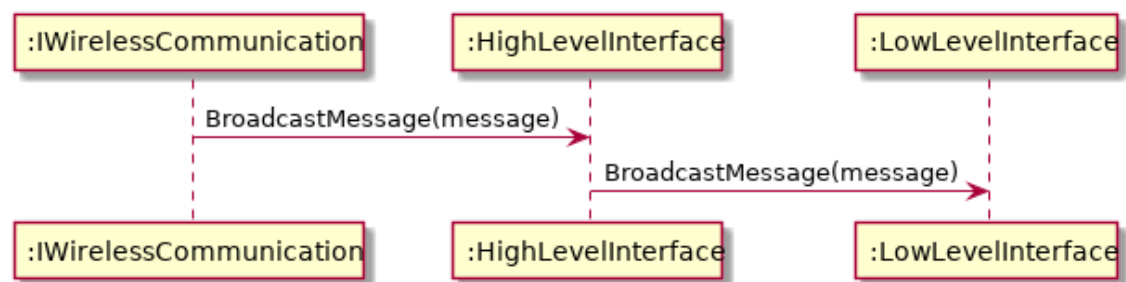 :IWirelessCommunication :HighLevelInterface :LowLevelInterface
BroadcastMessage(message)
BroadcastMessage(message)
:IWirelessCommunication :HighLevelInterface :LowLevelInterface